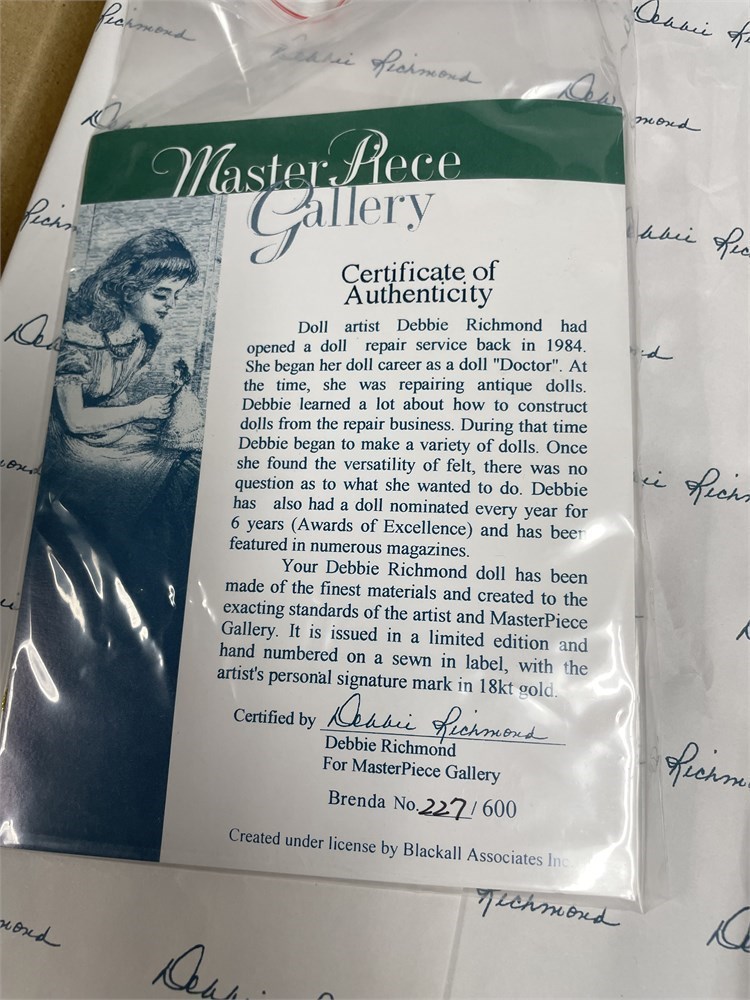 Richmond
Debbie Richmond
Debbie
mond
MasterPiece
Gallery
Certificate of
Authenticity
Doll artist Debbie Richmond had
opened a doll repair service back in 1984.
She began her doll career as a doll "Doctor". At
the time, she was repairing antique dolls.
Debbie learned a lot about how to construct
dolls from the repair business. During that time
Debbie began to make a variety of dolls. Once
she found the versatility of felt, there was no
question as to what she wanted to do. Debbie
has also had a doll nominated every year for
6 years (Awards of Excellence) and has been
featured in numerous magazines.
Your Debbie Richmond doll has been
made of the finest materials and created to the
exacting standards of the artist and MasterPiece
Gallery. It is issued in a limited edition and
hand numbered on a sewn in label, with the
artist's personal signature mark in 18kt gold.
Certified by Debbie Richmond
Debbie Richmond
For MasterPiece Gallery
Brenda No. 227/600
Created under license by Blackall Associates Inc.
Richmond